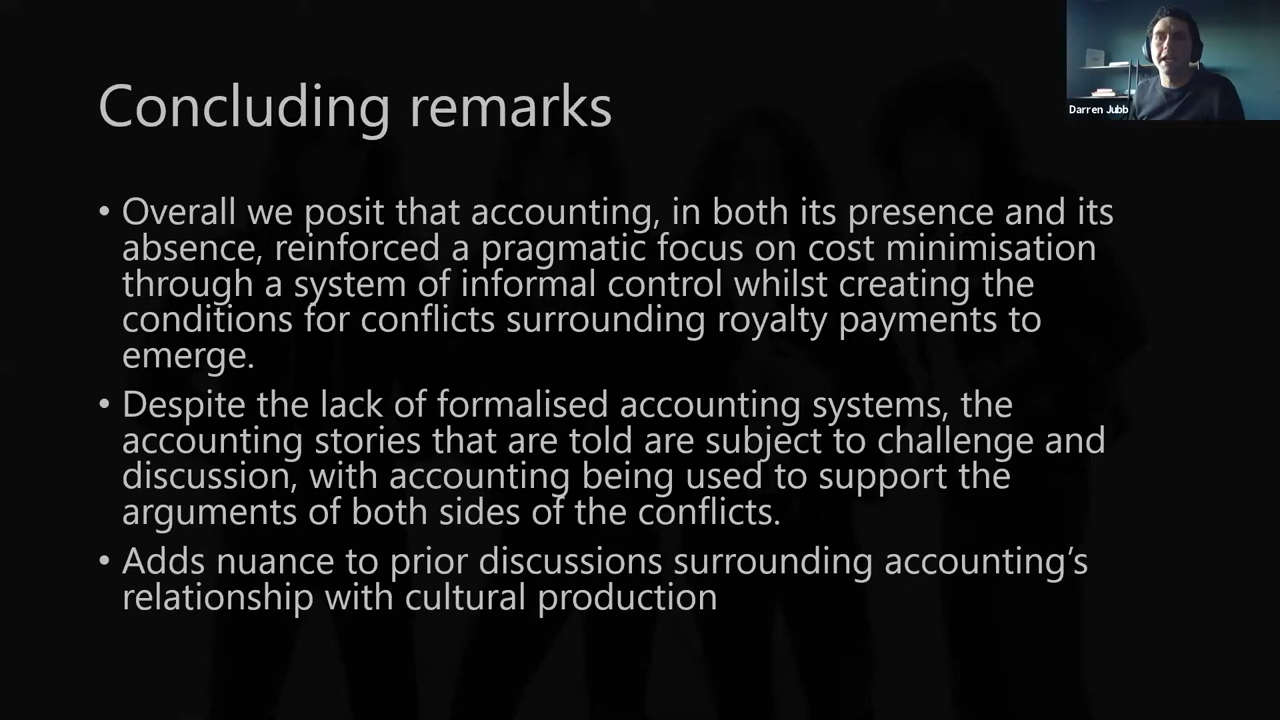 Concluding remarks
Darren Jubb
• Overall we posit that accounting, in both its presence and its
absence, reinforced a pragmatic focus on cost minimisation
through a system of informal control whilst creating the
conditions for conflicts surrounding royalty payments to
emerge.
• Despite the lack of formalised accounting systems, the
accounting stories that are told are subject to challenge and
discussion, with accounting being used to support the
arguments of both sides of the conflicts.
• Adds nuance to prior discussions surrounding accounting’s
relationship with cultural production